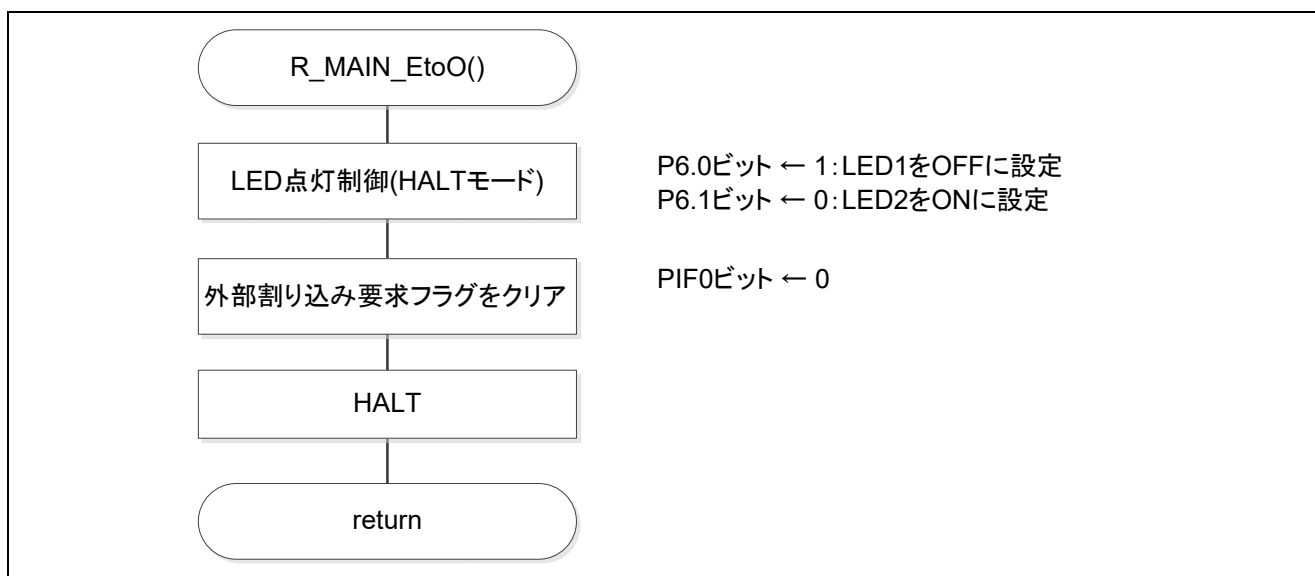 R_MAIN_EtoO()
LED点灯制御(HALTモード)
P6.0ビット ← 1:LED1をOFFに設定
P6.1ビット ← 0:LED2をONに設定
外部割り込み要求フラグをクリア
PIF0ビット ← 0
HALT
return